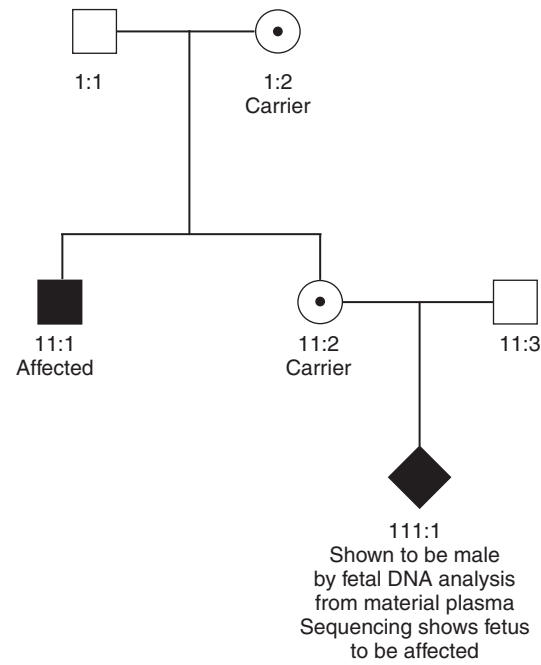 1:1
1:2
Carrier
11:1
Affected
11:2
Carrier
11:3
111:1
Shown to be male
by fetal DNA analysis
from material plasma
Sequencing shows fetus
to be affected